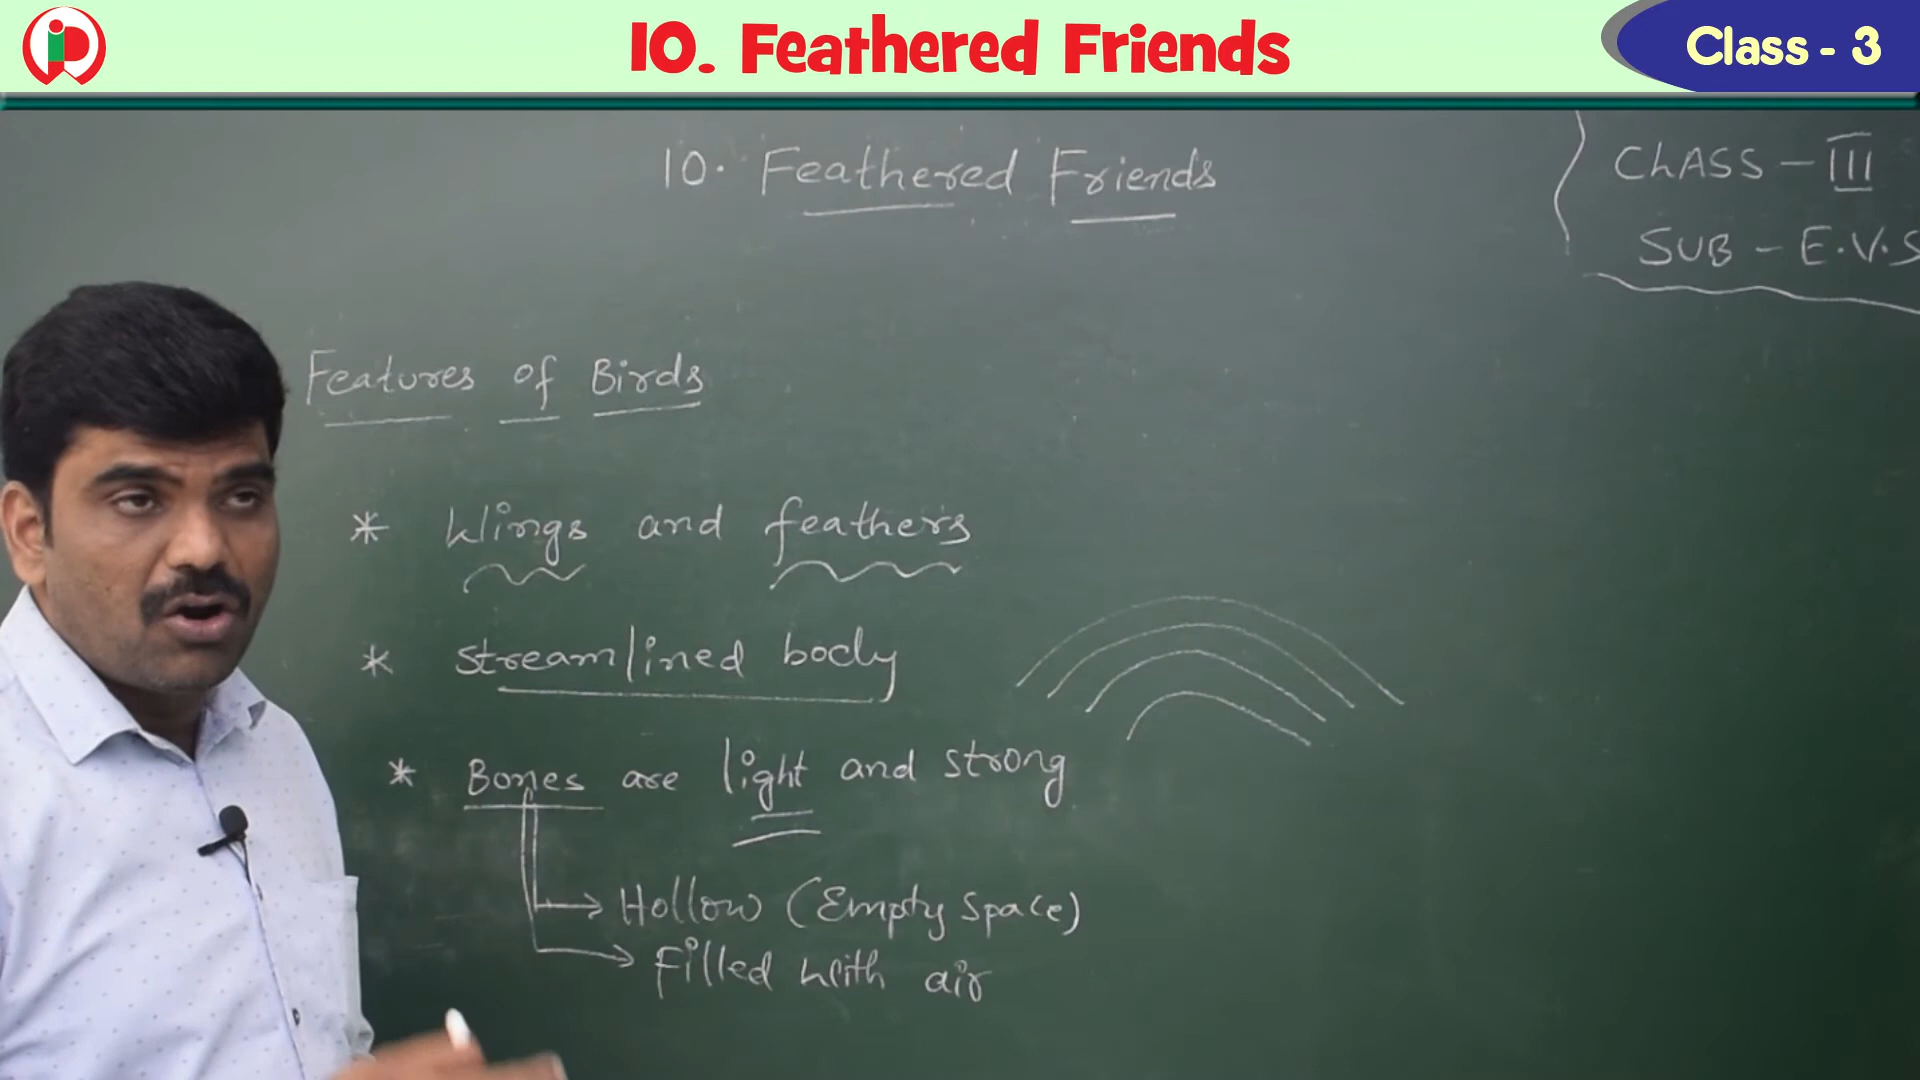 10. Feathered Friends
Class - 3
10. Feathered Friends
CLASS - III
SUB - E.V.S
Features of Birds
* Wings and feathers
* Streamlined body
* Bones are light and strong
Hollow (Empty Space)
Filled with air